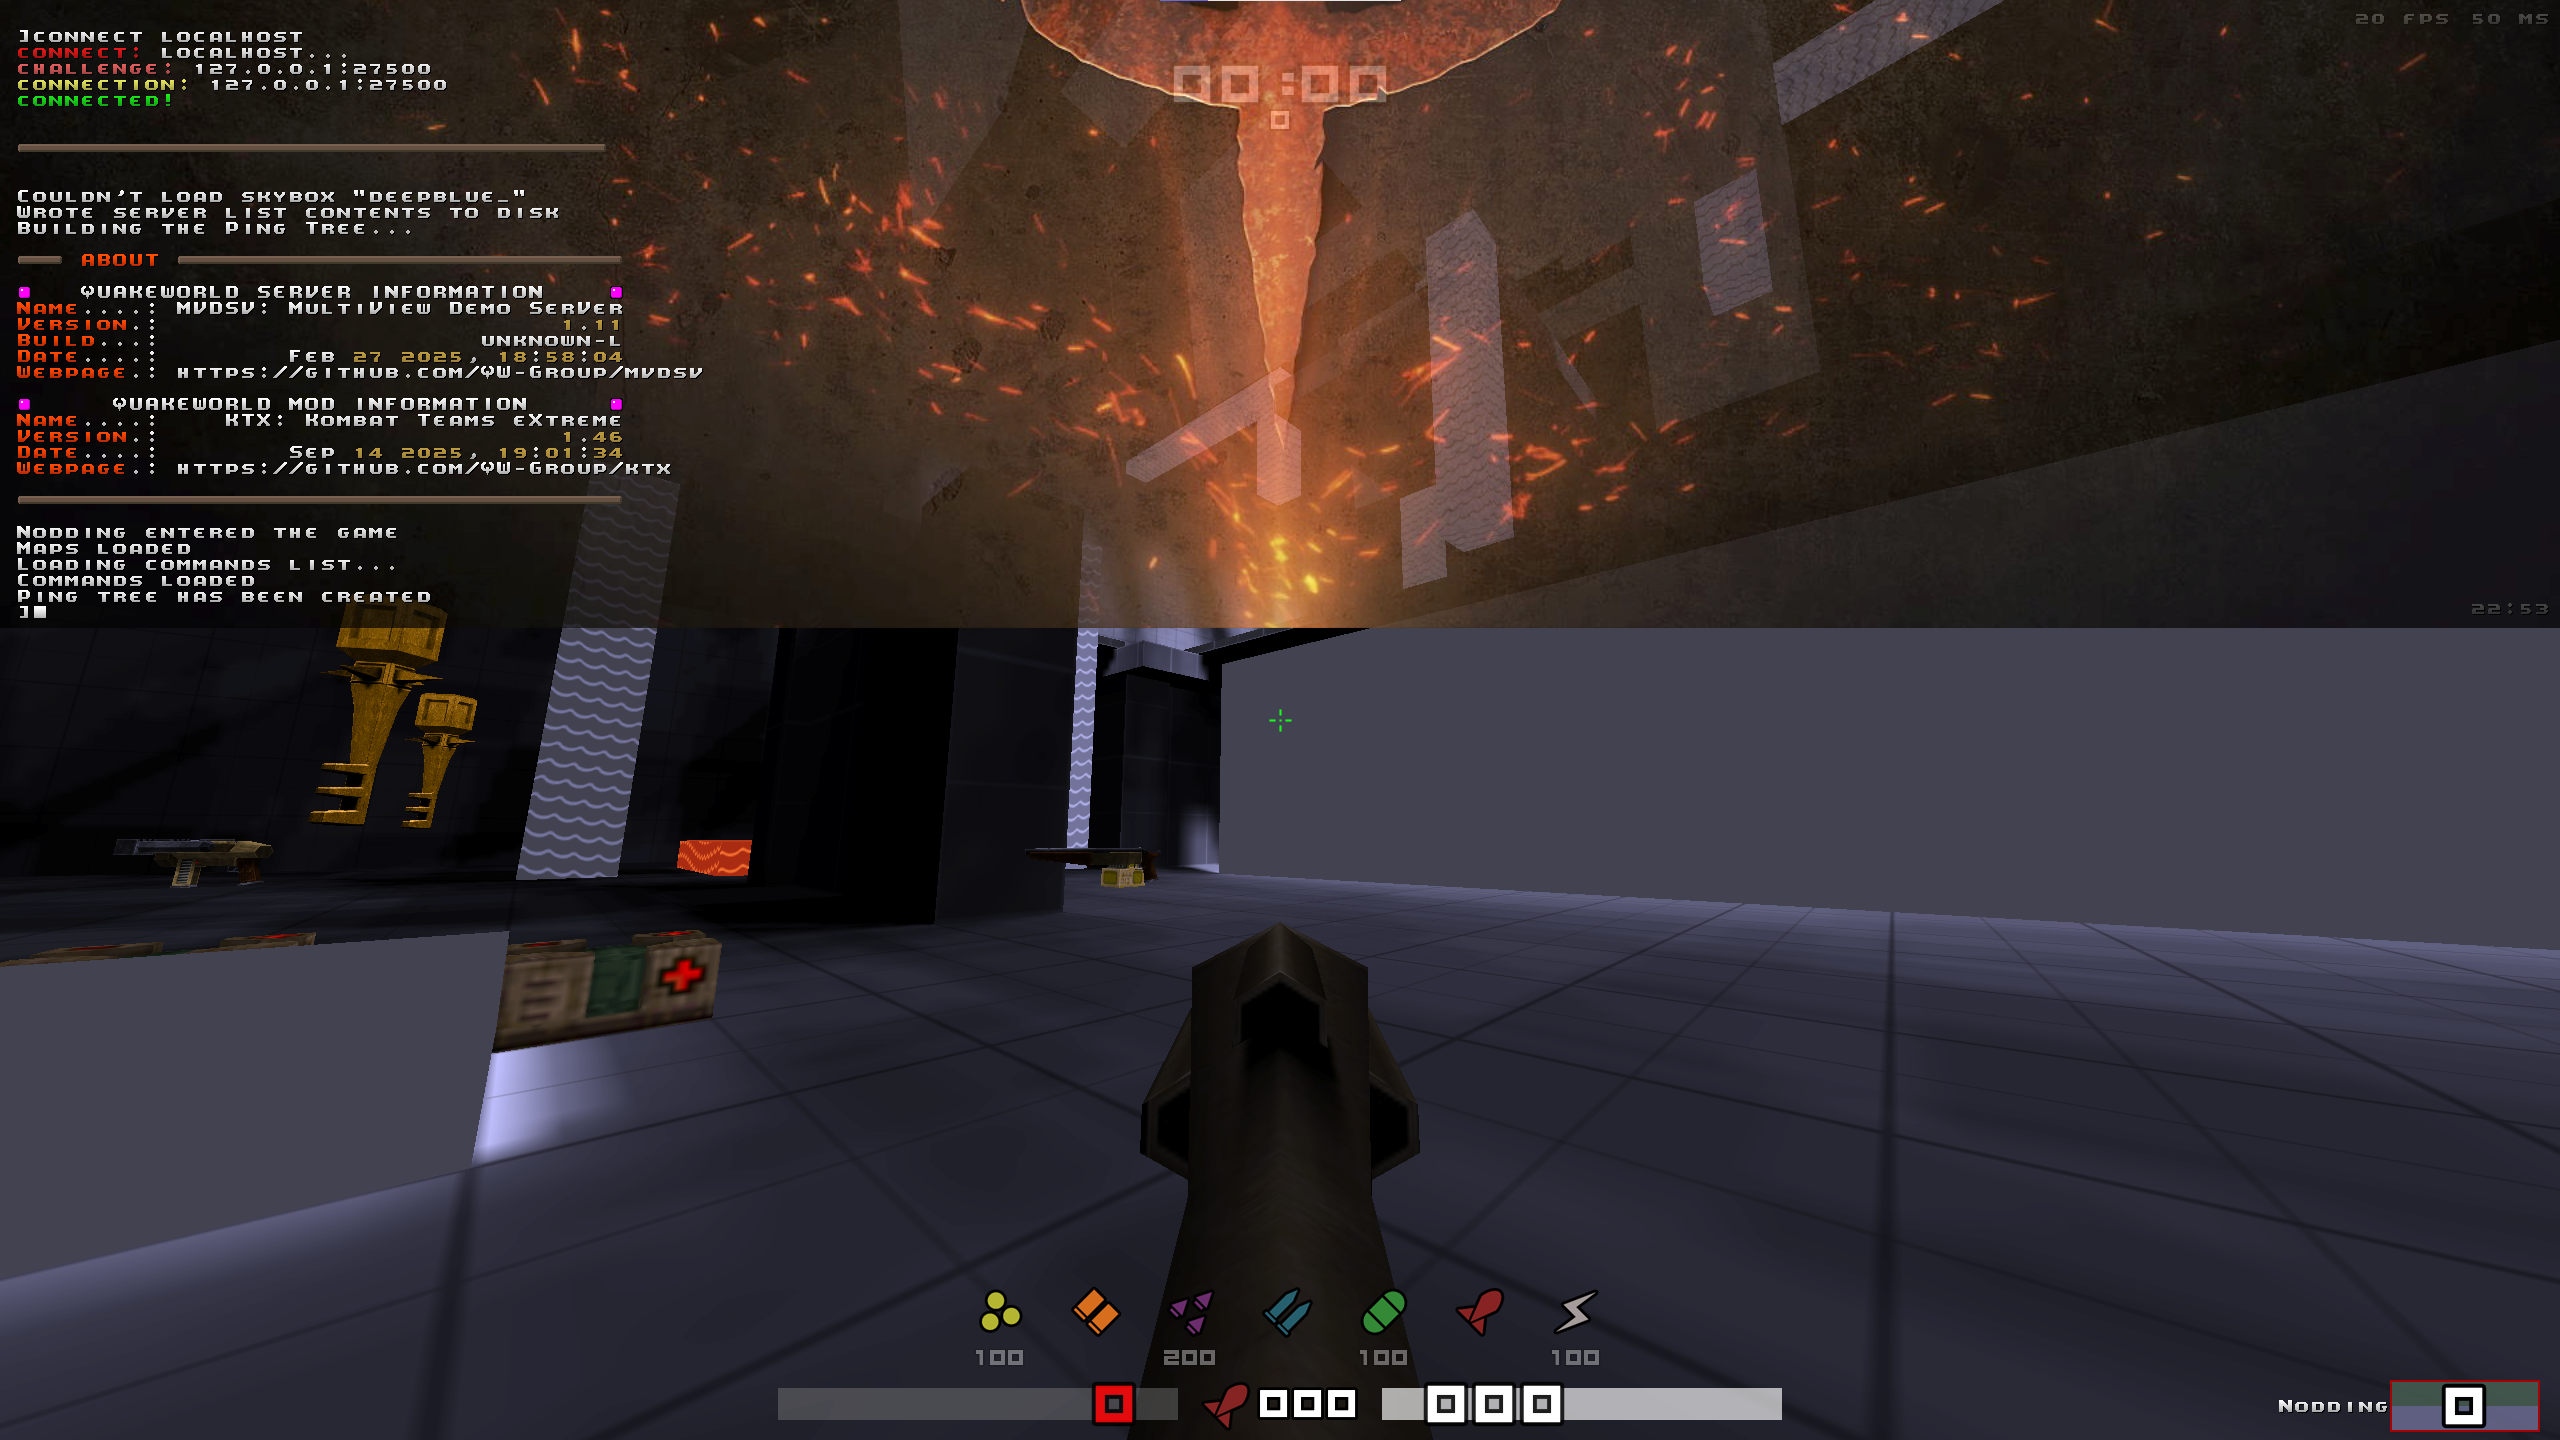 ]CONNECT LOCALHOST
CONNECT: LOCALHOST...
CHALLENGE: 127.0.0.1:27500
CONNECTION: 127.0.0.1:27500
CONNECTED!
COULDN'T LOAD SKYBOX "DEEPBLUE_"
WROTE SERVER LIST CONTENTS TO DISK
BUILDING THE PING TREE...
ABOUT
QUAKEWORLD SERVER INFORMATION
NAME....: MVDSV: MULTIVIEW DEMO SERVER
VERSION.: 1.11
BUILD...: UNKNOWN-L
DATE....: FEB 27 2025, 18:58:04
WEBPAGE.: HTTPS://GITHUB.COM/QW-GROUP/MVDSV
QUAKEWORLD MOD INFORMATION
NAME....: KTX: KOMBAT TEAMS EXTREME
VERSION.: 1.46
DATE....: SEP 14 2025, 19:01:34
WEBPAGE.: HTTPS://GITHUB.COM/QW-GROUP/KTX
NODDING ENTERED THE GAME
MAPS LOADED
LOADING COMMANDS LIST...
COMMANDS LOADED
PING TREE HAS BEEN CREATED
]
20 FPS 50 MS
00:00
0
22:53
100 200 100 100
0 000 000
NODDING 0